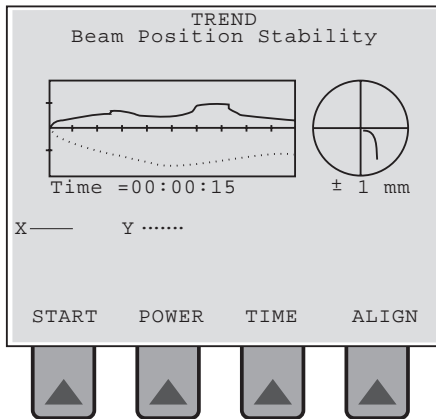 TREND
Beam Position Stability
Time =00:00:15 ± 1 mm
X Y
START POWER TIME ALIGN